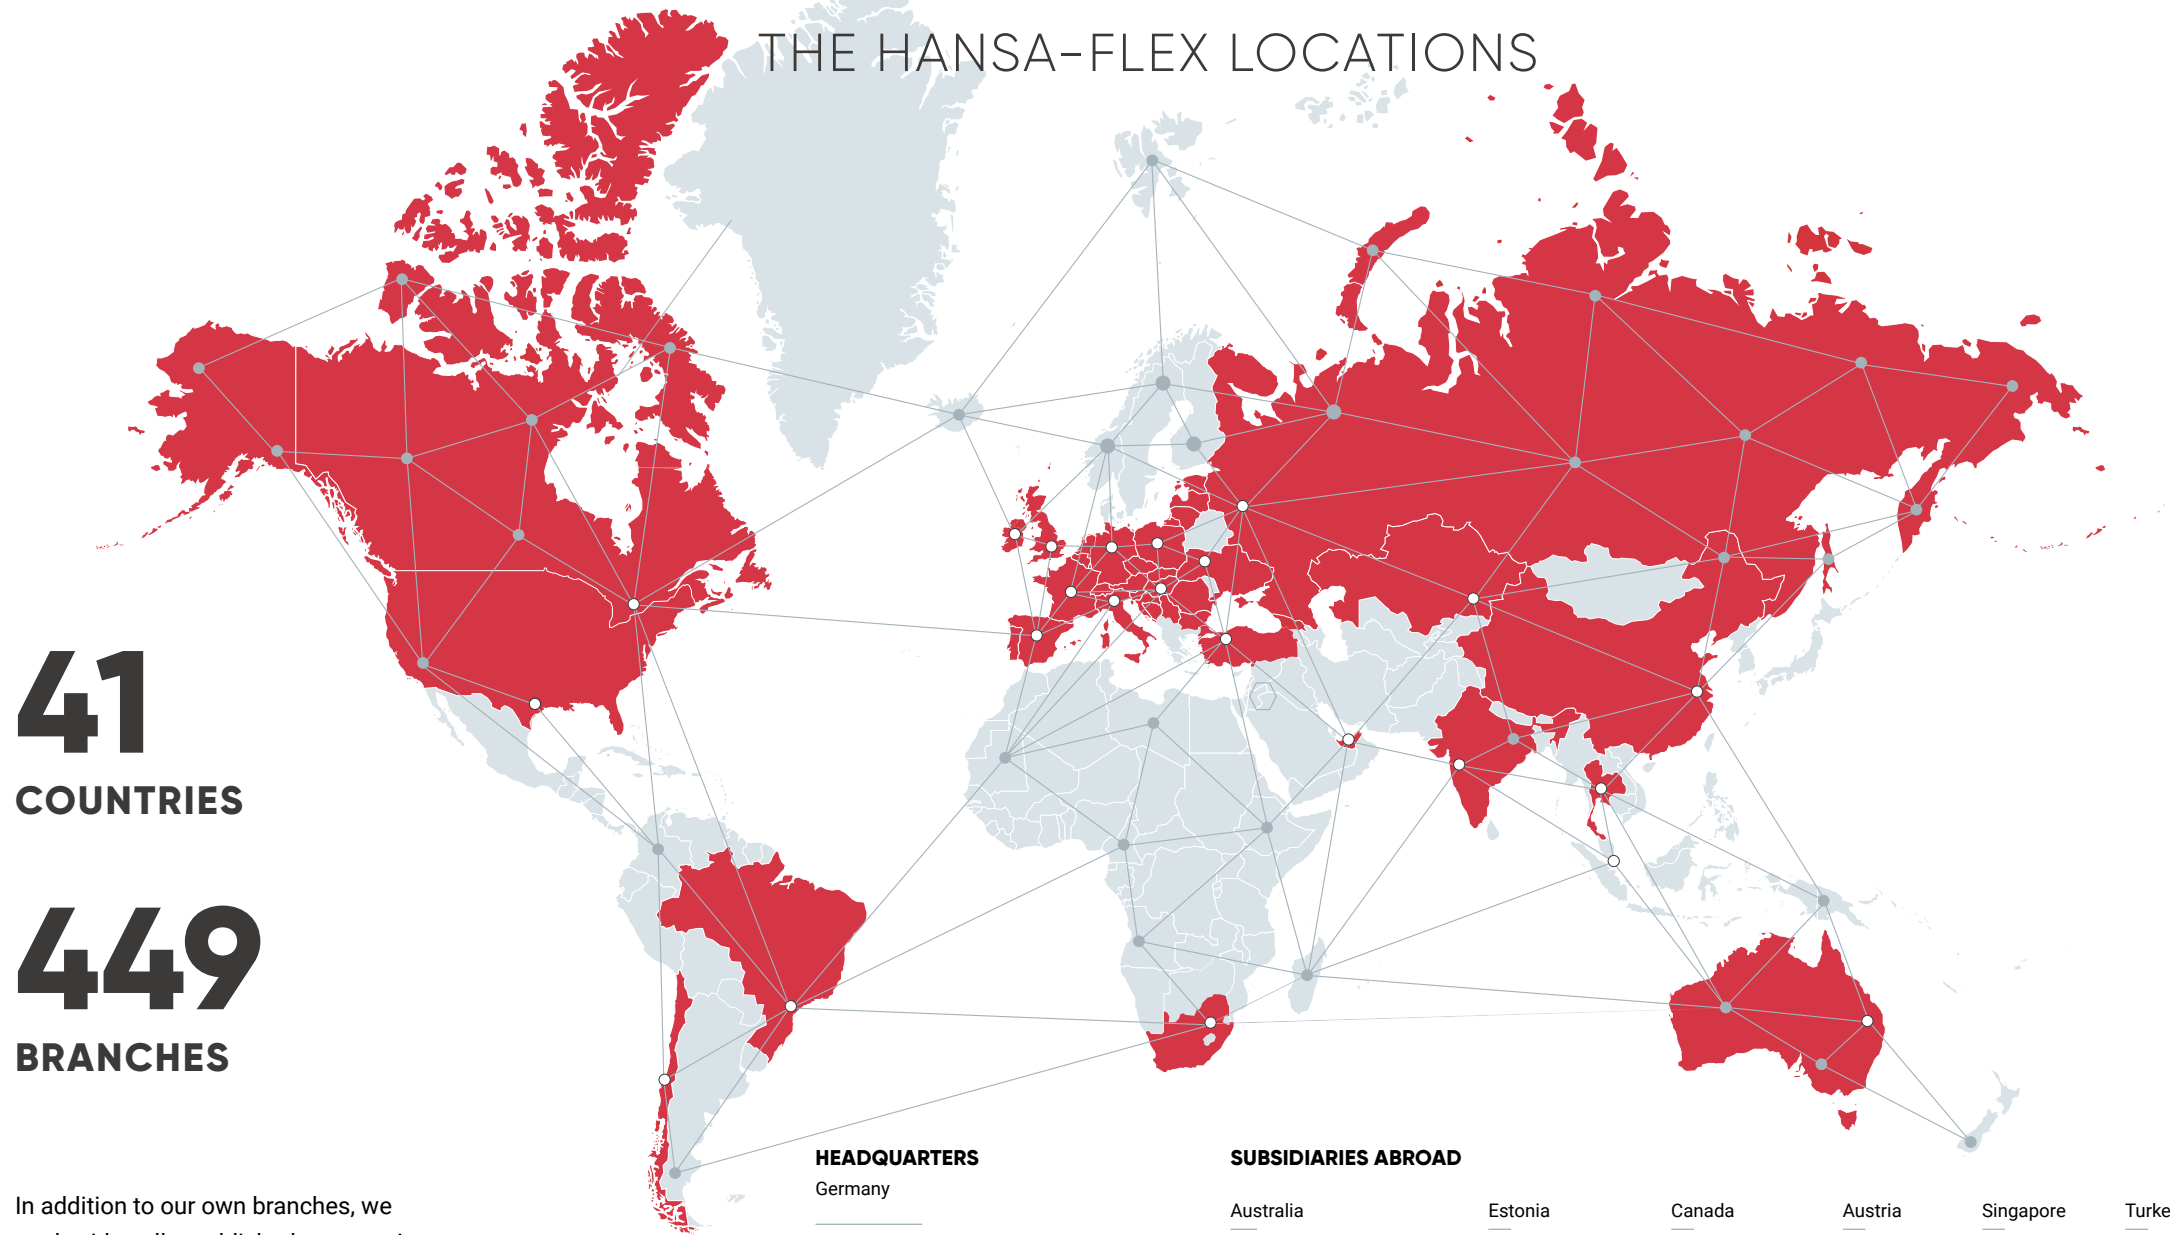 THE HANSA-FLEX LOCATIONS
41
COUNTRIES
449
BRANCHES
In addition to our own branches, we
HEADQUARTERS
Germany
SUBSIDIARIES ABROAD
Australia
Estonia
Canada
Austria
Singapore
Turke